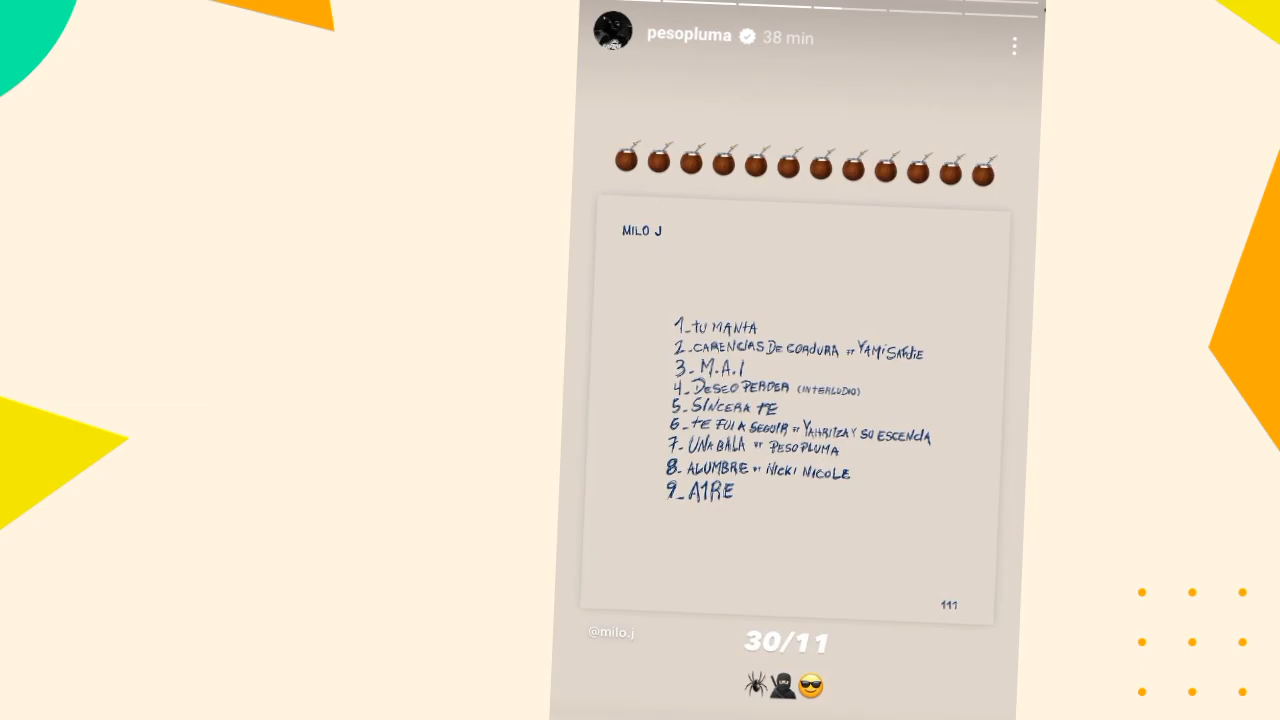 pesopluma 38 min
🧉🧉🧉🧉🧉🧉🧉🧉🧉🧉🧉🧉
MILO J
1_TU MANTA
2_CARENCIAS DE CORDURA FT YAMI SAFDIE
3_M.A.I
4_DESEO PERDER (INTERLUDIO)
5_SINCERA TE
6_TE FUI A SEGUIR FT YAHRITZA Y SU ESCENCIA
7_UNA BALA FT PESO PLUMA
8_ALUMBRE FT NICKI NICOLE
9_A1RE
111
@milo.j
30/11
🕷️🥷🏿😎